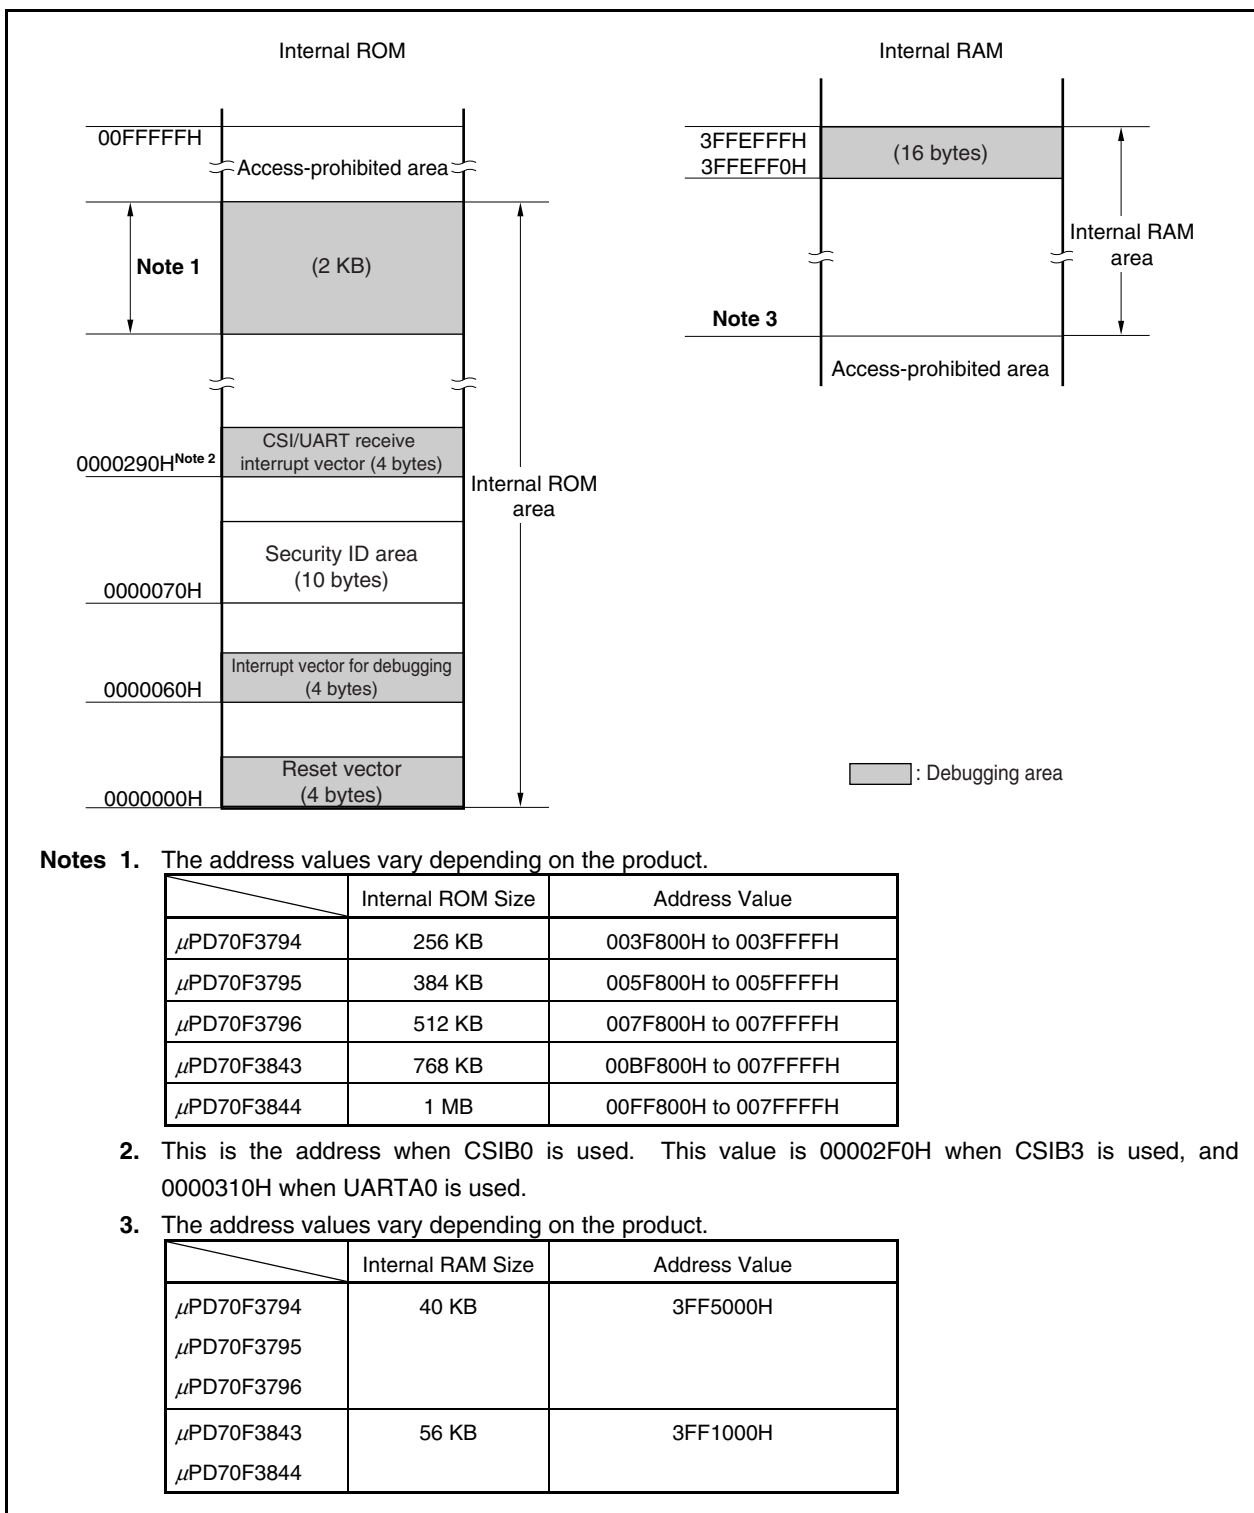 Internal ROM
00FFFFFH
Access-prohibited area
Note 1
(2 KB)
CSI/UART receive
interrupt vector (4 bytes)
0000290H Note 2
Internal ROM
area
Security ID area
(10 bytes)
0000070H
Interrupt vector for debugging
(4 bytes)
0000060H
Reset vector
(4 bytes)
0000000H
Internal RAM
3FFEFFFH
3FFEFF0H
(16 bytes)
Internal RAM
area
Note 3
Access-prohibited area
: Debugging area
Notes 1. The address values vary depending on the product.
Internal ROM Size Address Value
μPD70F3794 256 KB 003F800H to 003FFFFH
μPD70F3795 384 KB 005F800H to 005FFFFH
μPD70F3796 512 KB 007F800H to 007FFFFH
μPD70F3843 768 KB 00BF800H to 007FFFFH
μPD70F3844 1 MB 00FF800H to 007FFFFH
2. This is the address when CSIB0 is used. This value is 00002F0H when CSIB3 is used, and
0000310H when UARTA0 is used.
3. The address values vary depending on the product.
Internal RAM Size Address Value
μPD70F3794 40 KB 3FF5000H
μPD70F3795
μPD70F3796
μPD70F3843 56 KB 3FF1000H
μPD70F3844